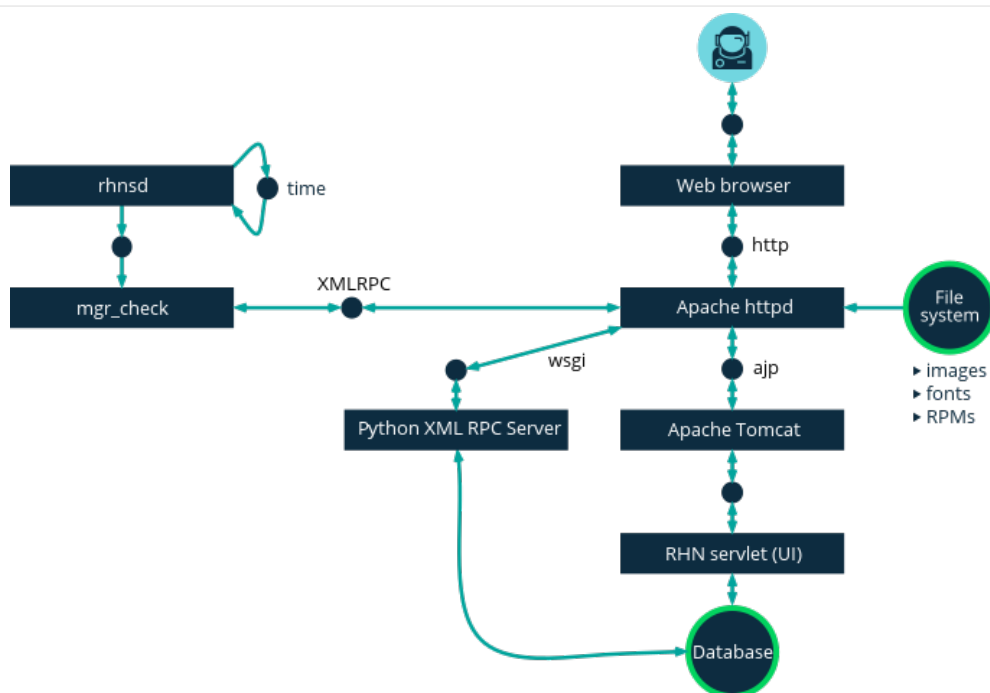 rhnsd
time
Web browser
http
XMLRPC
mgr_check
Apache httpd
File
system
wsgi
ajp
▸ images
▸ fonts
▸ RPMs
Python XML RPC Server
Apache Tomcat
RHN servlet (UI)
Database